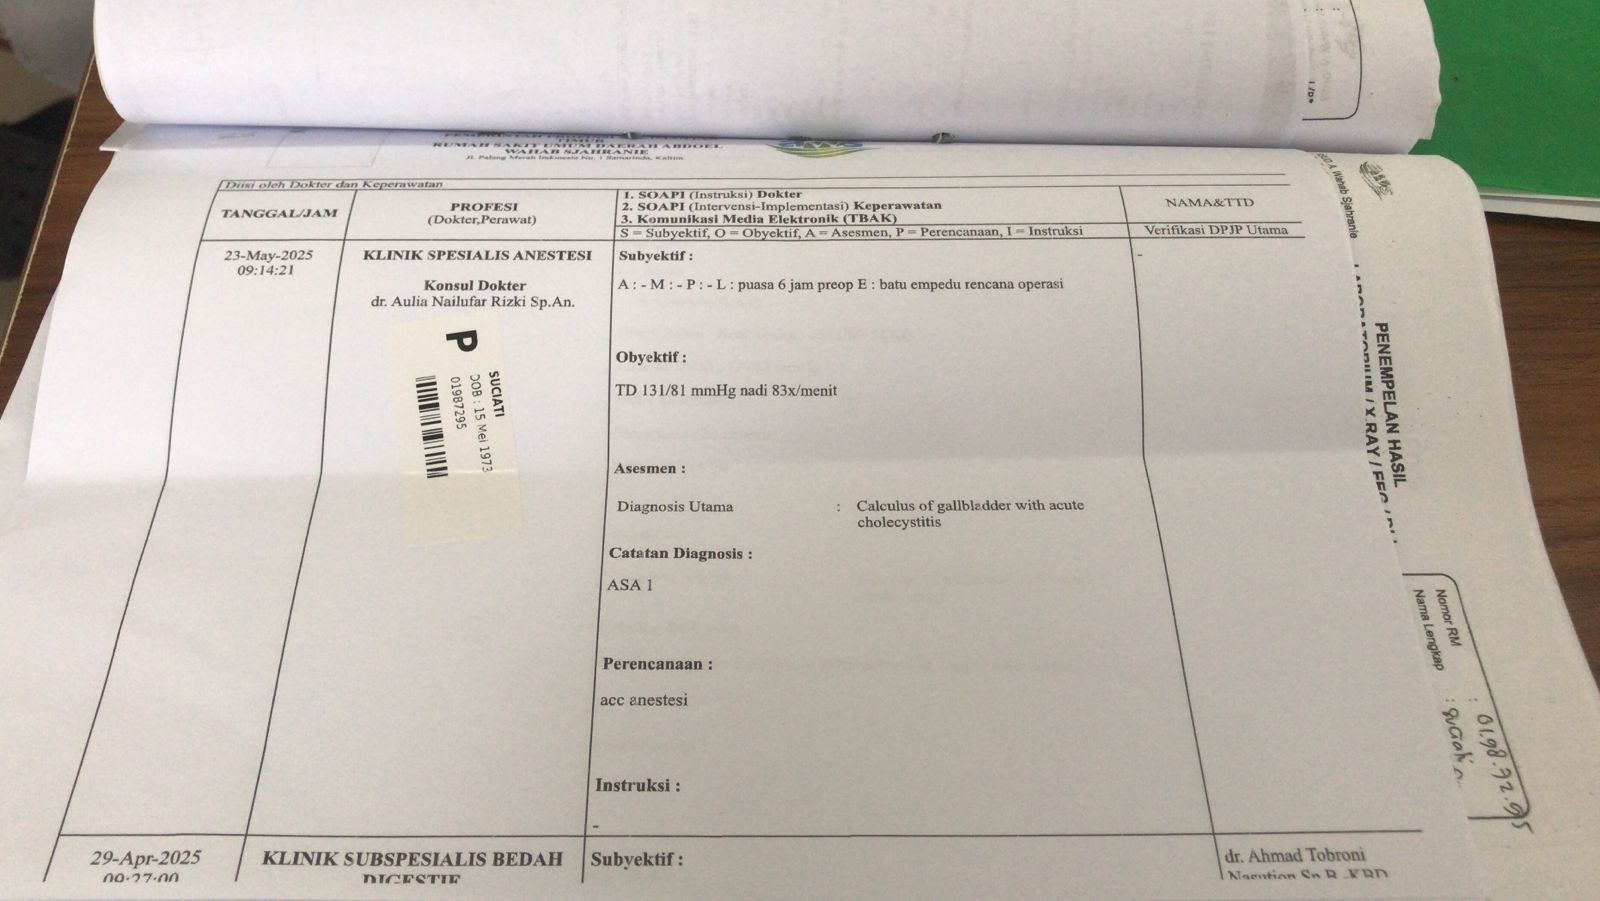 RUMAH SAKIT UMUM DAERAH ABDOEL
WAHAB SJAHRANIE
Jl. Palang Merah Indonesia No. 1 Samarinda, Kaltim
Diisi oleh Dokter dan Keperawatan
TANGGAL/JAM
PROFESI
(Dokter,Perawat)
1. SOAPI (Instruksi) Dokter
2. SOAPI (Intervensi-Implementasi) Keperawatan
3. Komunikasi Media Elektronik (TBAK)
S = Subyektif, O = Obyektif, A = Asesmen, P = Perencanaan, I = Instruksi
NAMA&TTD
Verifikasi DPJP Utama
23-May-2025
09:14:21
KLINIK SPESIALIS ANESTESI
Konsul Dokter
dr. Aulia Nailufar Rizki Sp.An.
P
SUCIATI
DOB : 15 Mei 1973
01987295
Subyektif :
-
A : - M : - P : - L : puasa 6 jam preop E : batu empedu rencana operasi
Obyektif :
TD 131/81 mmHg nadi 83x/menit
Asesmen :
Diagnosis Utama : Calculus of gallbladder with acute
cholecystitis
Catatan Diagnosis :
ASA 1
Perencanaan :
acc anestesi
Instruksi :
-
29-Apr-2025
09:27:00
KLINIK SUBSPESIALIS BEDAH
DIGESTIF
Subyektif :
dr. Ahmad Tobroni
Nasution Sp.B.-KBD
A. Wahab Sjahranie
PENEMPELAN HASIL
LABORATORIUM / X.RAY /
Nomor RM : 01.98.72.95
Nama Lengkap : Suciati